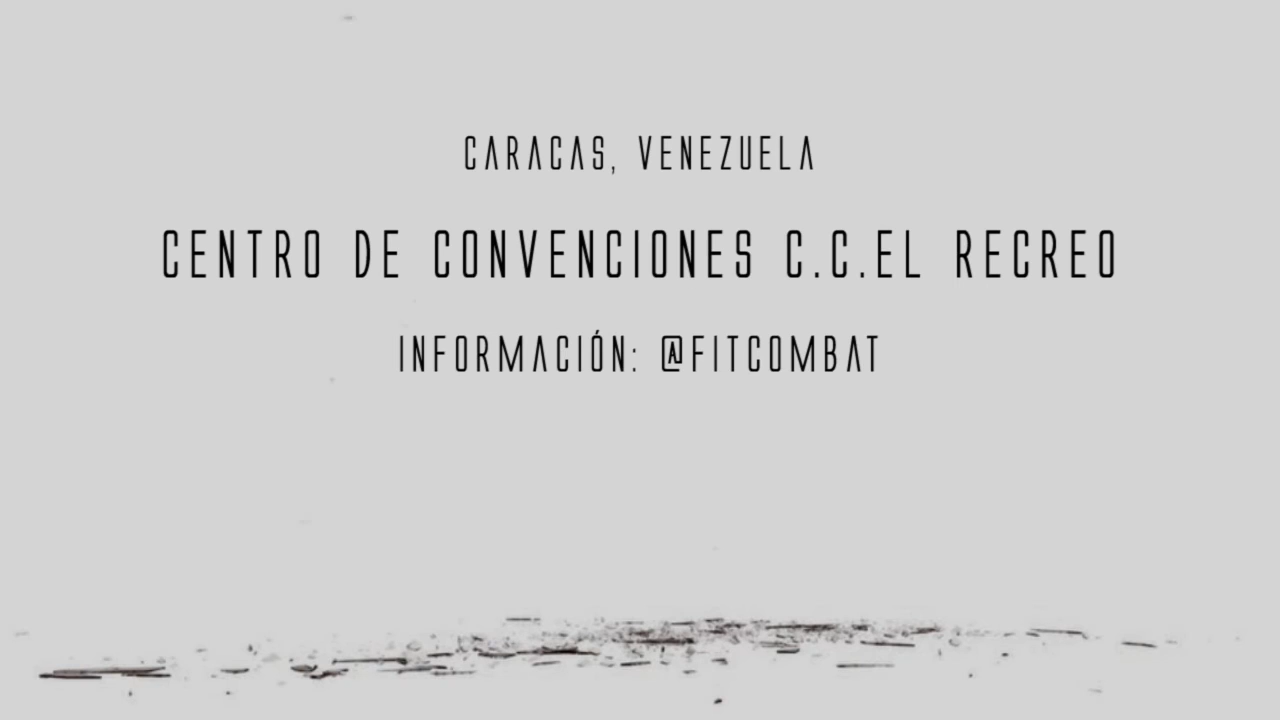 CARACAS, VENEZUELA
CENTRO DE CONVENCIONES C.C.EL RECREO
INFORMACIÓN: @FITCOMBAT